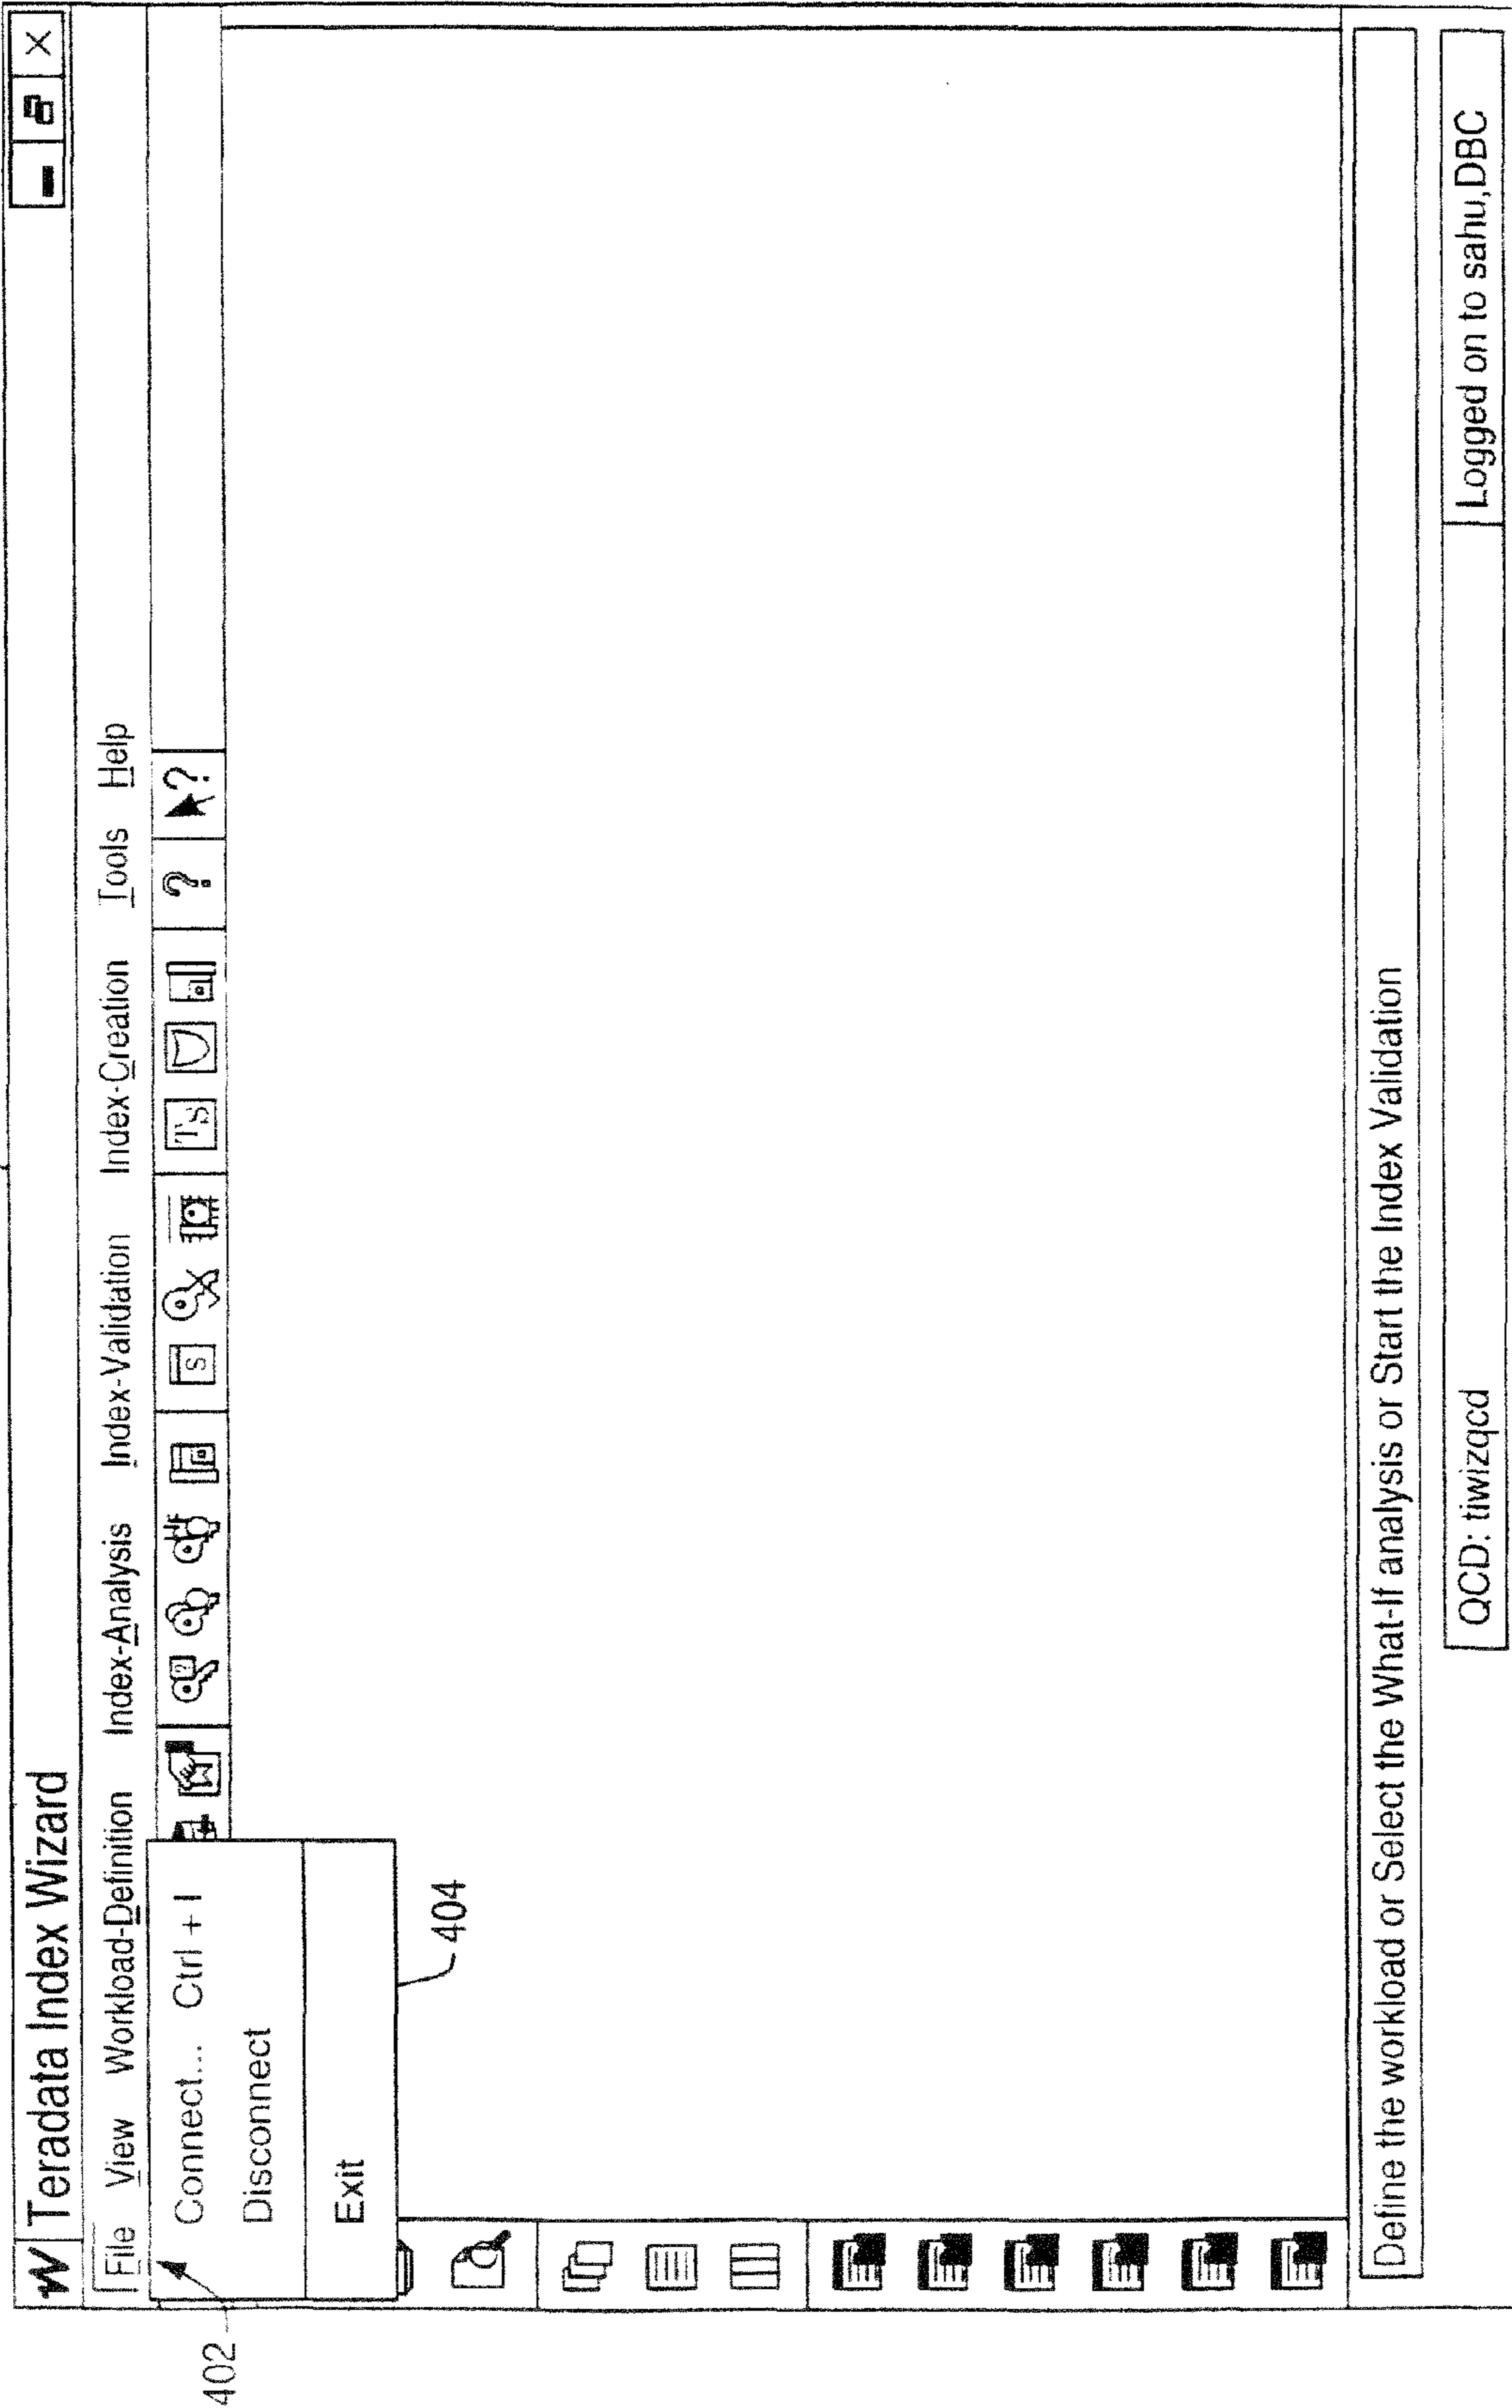 W Teradata Index Wizard
File View Workload-Definition Index-Analysis Index-Validation Index-Creation Tools Help
Connect... Ctrl + I
Disconnect
Exit
402
404
S
TS
?
?
Define the workload or Select the What-If analysis or Start the Index Validation
QCD: tiwizqcd
Logged on to sahu,DBC